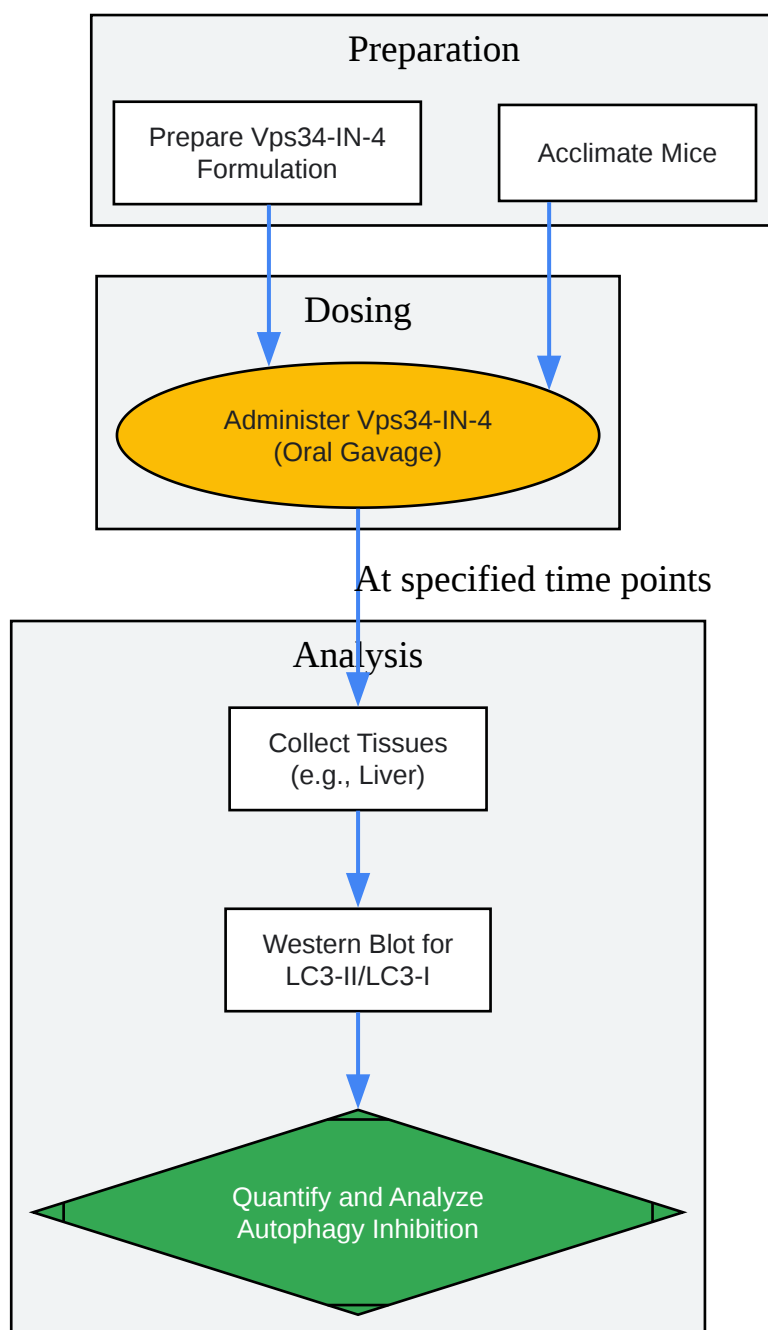 Preparation
Prepare Vps34-IN-4
Formulation
Acclimate Mice
Dosing
Administer Vps34-IN-4
(Oral Gavage)
At specified time points
Analysis
Collect Tissues
(e.g., Liver)
Western Blot for
LC3-II/LC3-I
Quantify and Analyze
Autophagy Inhibition